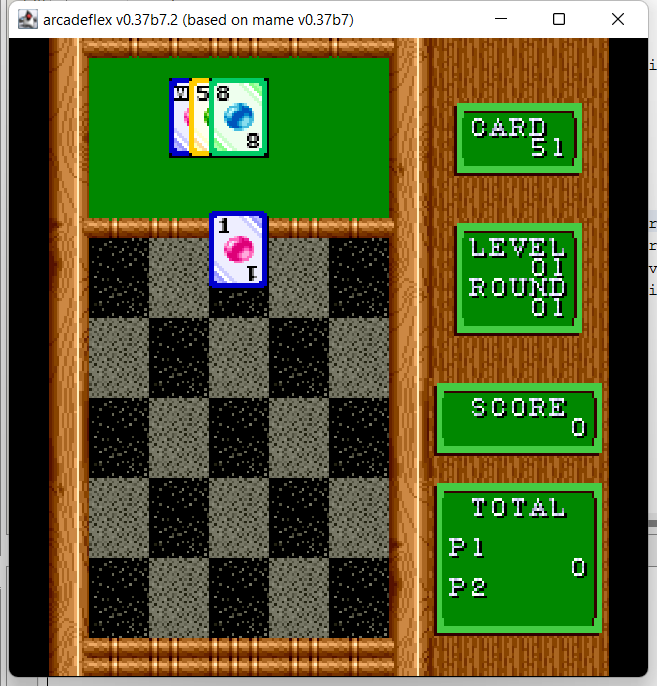 arcadeflex v0.37b7.2 (based on mame v0.37b7)
5 8
8
1
1
CARD
51
LEVEL
01
ROUND
01
SCORE
0
TOTAL
P1
0
P2